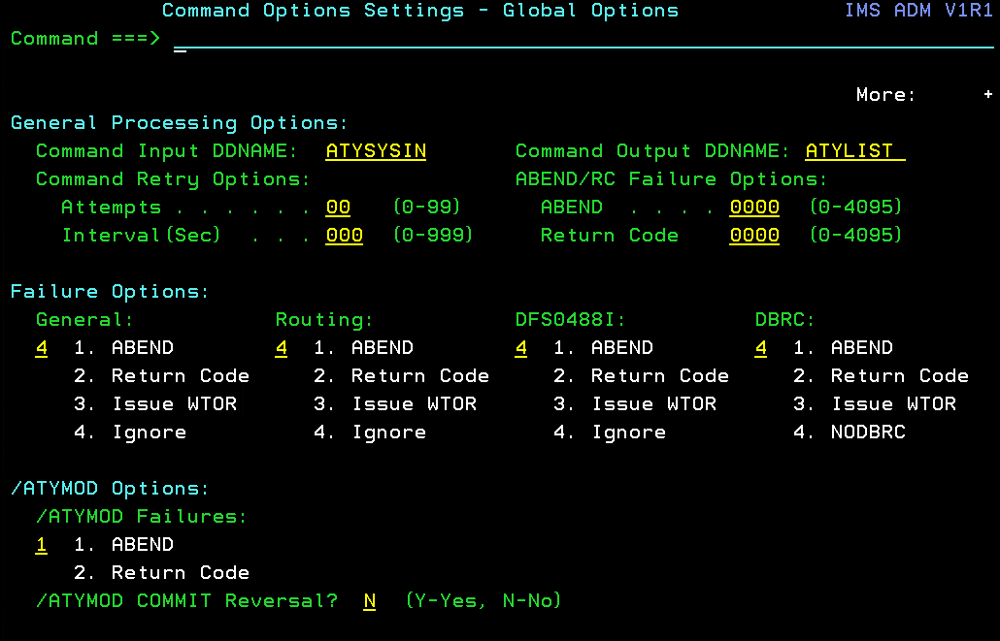 Command Options Settings - Global Options IMS ADM V1R1
Command ===> _
More: +
General Processing Options:
Command Input DDNAME: ATYSYSIN Command Output DDNAME: ATYLIST_
Command Retry Options: ABEND/RC Failure Options:
Attempts . . . . . . 00 (0-99) ABEND . . . . 0000 (0-4095)
Interval(Sec) . . . 000 (0-999) Return Code 0000 (0-4095)
Failure Options:
General: Routing: DFS0488I: DBRC:
4 1. ABEND 4 1. ABEND 4 1. ABEND 4 1. ABEND
2. Return Code 2. Return Code 2. Return Code 2. Return Code
3. Issue WTOR 3. Issue WTOR 3. Issue WTOR 3. Issue WTOR
4. Ignore 4. Ignore 4. Ignore 4. NODBRC
/ATYMOD Options:
/ATYMOD Failures:
1 1. ABEND
2. Return Code
/ATYMOD COMMIT Reversal? N (Y-Yes, N-No)